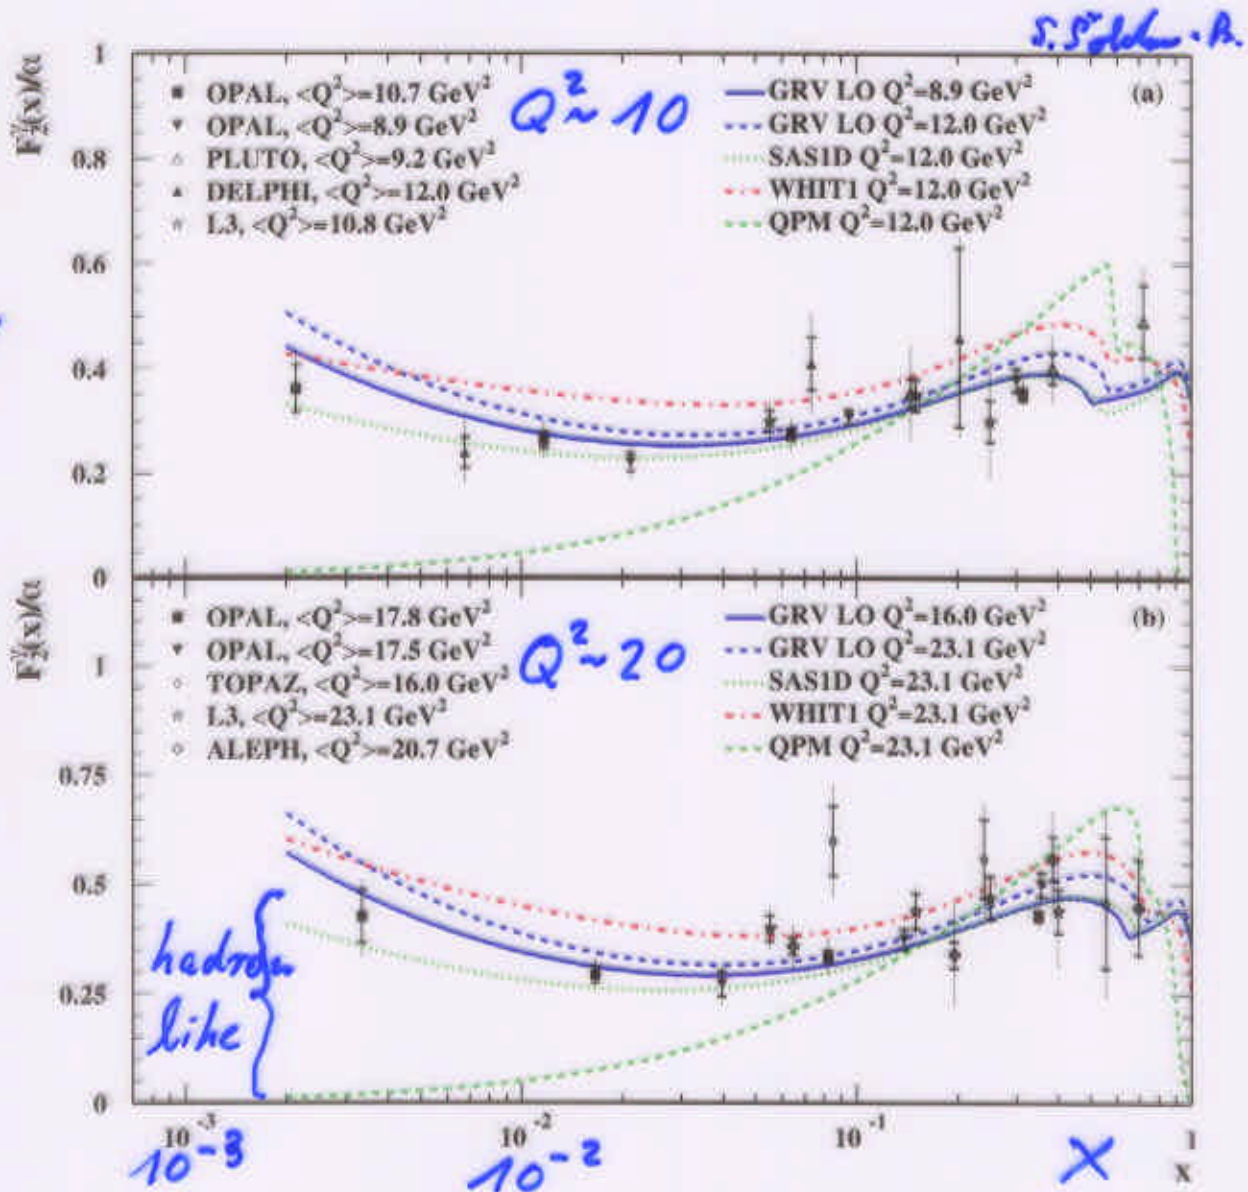 1
OPAL, <Q²>=10.7 GeV²
OPAL, <Q²>=8.9 GeV²
PLUTO, <Q²>=9.2 GeV²
DELPHI, <Q²>=12.0 GeV²
L3, <Q²>=10.8 GeV²
Q² ~ 10
GRV LO Q²=8.9 GeV²
GRV LO Q²=12.0 GeV²
SAS1D Q²=12.0 GeV²
WHIT1 Q²=12.0 GeV²
QPM Q²=12.0 GeV²
(a)
F₂^γ(x)/α
0.8
0.6
0.4
0.2
0
OPAL, <Q²>=17.8 GeV²
OPAL, <Q²>=17.5 GeV²
TOPAZ, <Q²>=16.0 GeV²
L3, <Q²>=23.1 GeV²
ALEPH, <Q²>=20.7 GeV²
Q² ~ 20
GRV LO Q²=16.0 GeV²
GRV LO Q²=23.1 GeV²
SAS1D Q²=23.1 GeV²
WHIT1 Q²=23.1 GeV²
QPM Q²=23.1 GeV²
(b)
F₂^γ(x)/α
1
0.75
0.5
0.25
0
hadron
like
10⁻³
10⁻²
10⁻¹
1
10⁻³
10⁻²
X
x